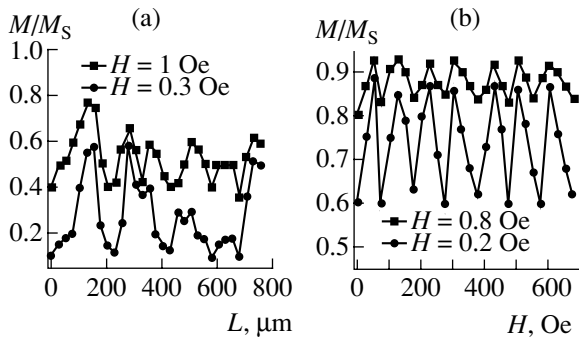 (a)
M/MS
1.0
0.8
0.6
0.4
0.2
H = 1 Oe
H = 0.3 Oe
0 200 400 600 800
L, μm
(b)
M/MS
0.9
0.8
0.7
0.6
0.5
H = 0.8 Oe
H = 0.2 Oe
0 200 400 600
H, Oe